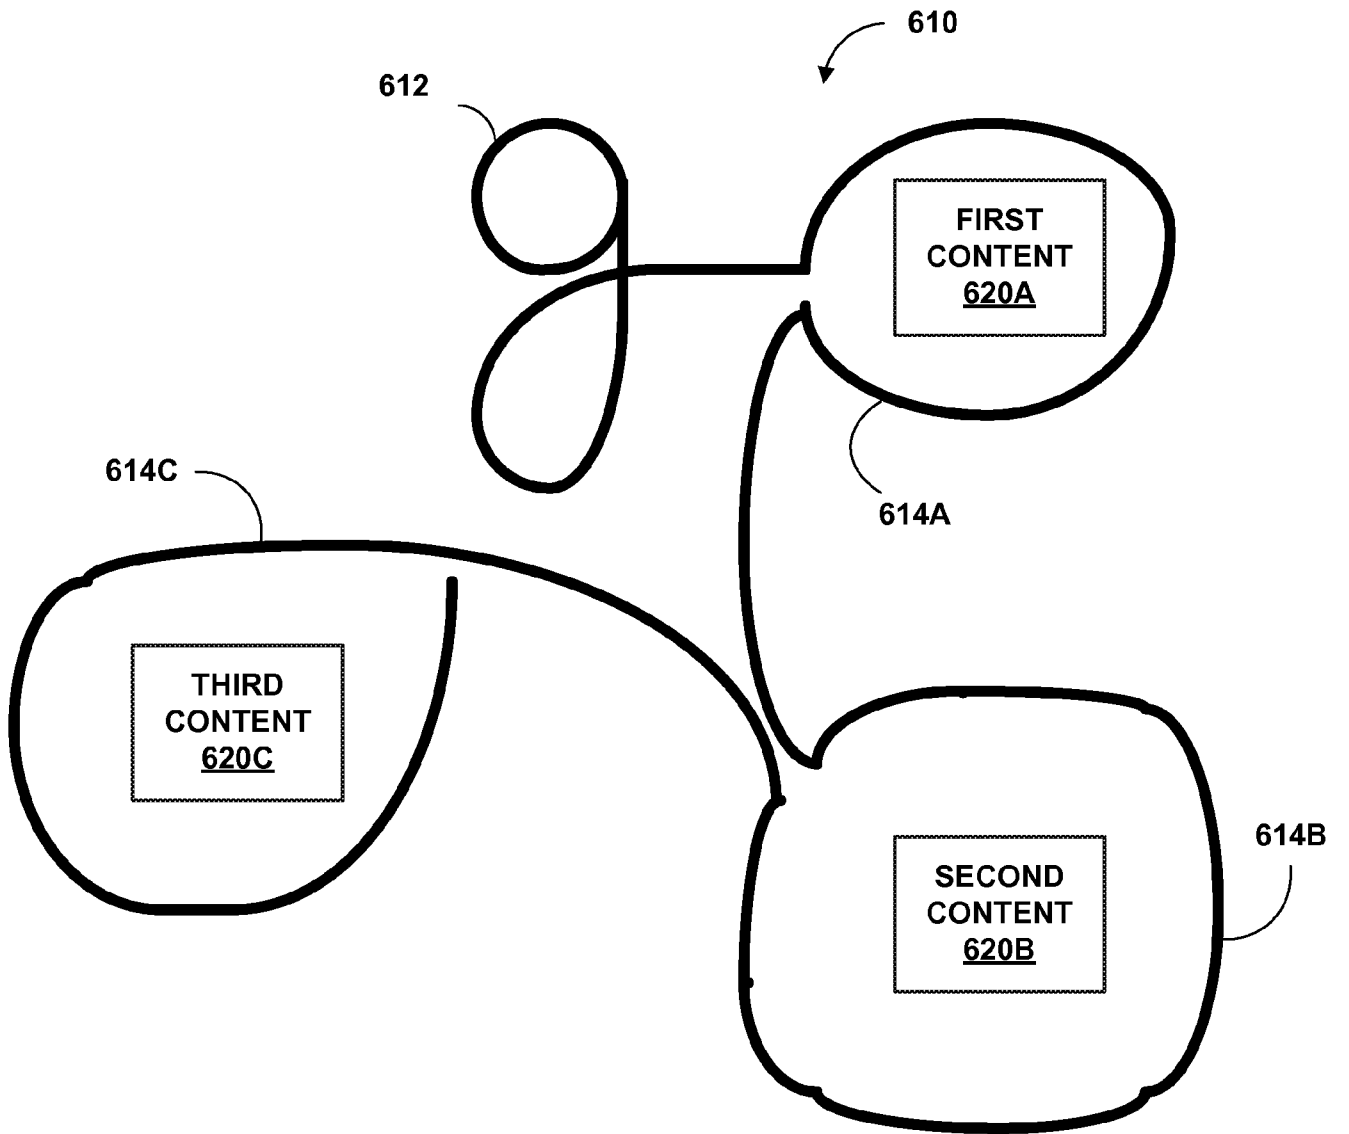 610
612
FIRST
CONTENT
620A
614C
614A
THIRD
CONTENT
620C
614B
SECOND
CONTENT
620B